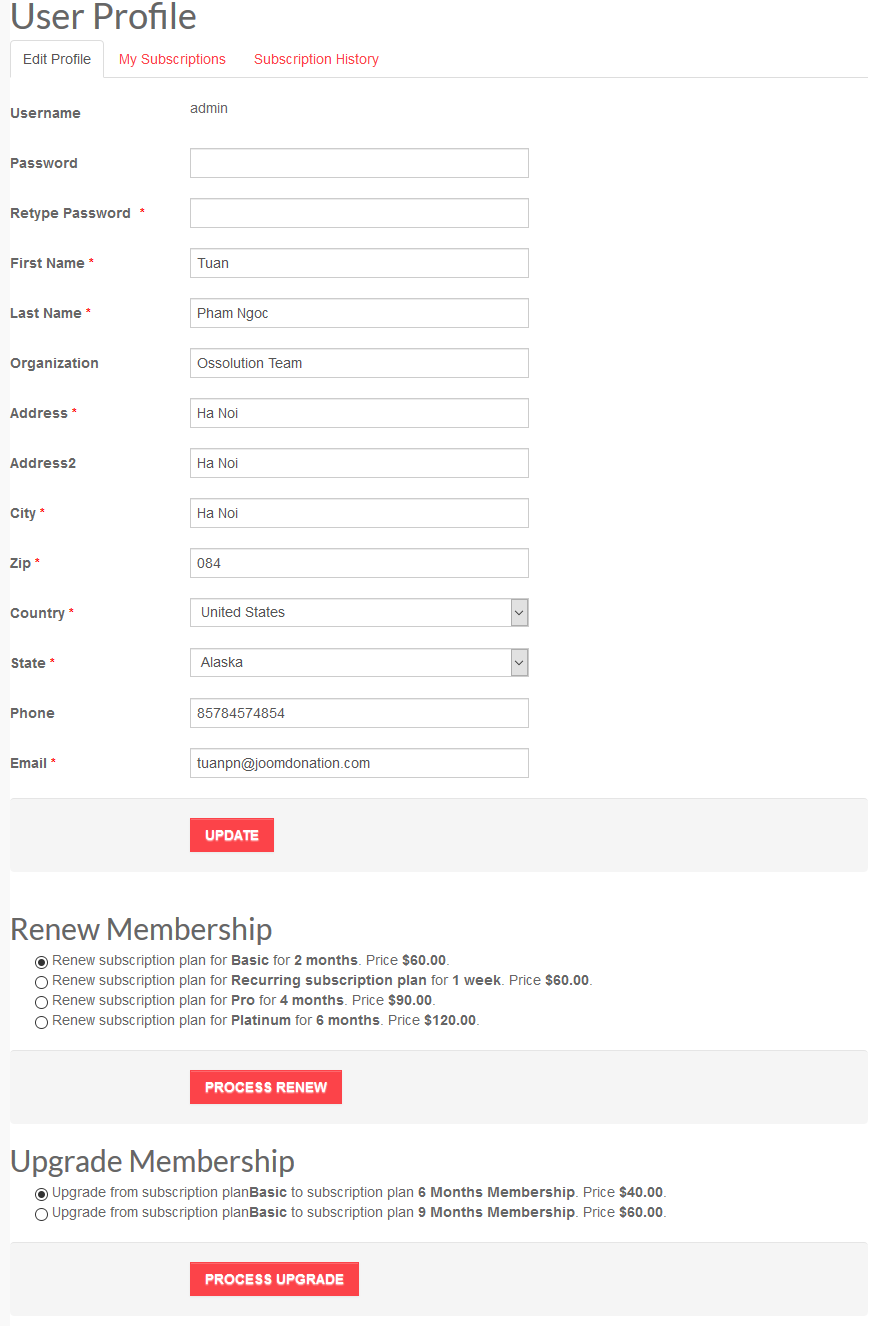 User Profile
Edit Profile My Subscriptions Subscription History
Username admin
Password
Retype Password *
First Name * Tuan
Last Name * Pham Ngoc
Organization Ossolution Team
Address * Ha Noi
Address2 Ha Noi
City * Ha Noi
Zip * 084
Country * United States
State * Alaska
Phone 85784574854
Email * tuanpn@joomdonation.com
UPDATE
Renew Membership
Renew subscription plan for Basic for 2 months. Price $60.00.
Renew subscription plan for Recurring subscription plan for 1 week. Price $60.00.
Renew subscription plan for Pro for 4 months. Price $90.00.
Renew subscription plan for Platinum for 6 months. Price $120.00.
PROCESS RENEW
Upgrade Membership
Upgrade from subscription planBasic to subscription plan 6 Months Membership. Price $40.00.
Upgrade from subscription planBasic to subscription plan 9 Months Membership. Price $60.00.
PROCESS UPGRADE